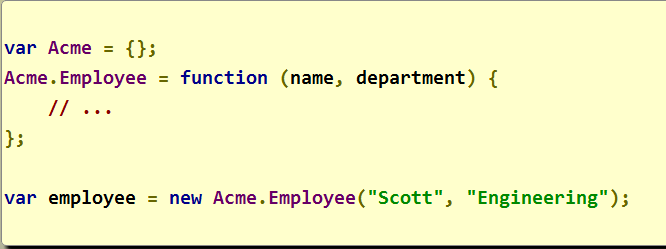 var Acme = {};
Acme.Employee = function (name, department) {
    // ...
};
var employee = new Acme.Employee("Scott", "Engineering");